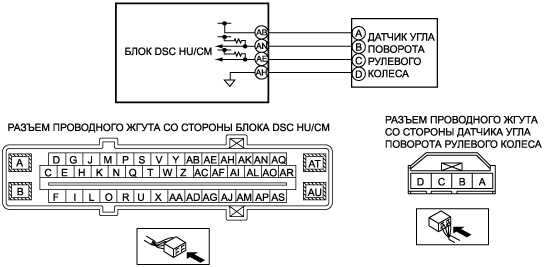 БЛОК DSC HU/CM
AB
AN
AE
AH
A
B
C
D
ДАТЧИК УГЛА
ПОВОРОТА
РУЛЕВОГО
КОЛЕСА
РАЗЪЕМ ПРОВОДНОГО ЖГУТА СО СТОРОНЫ БЛОКА DSC HU/CM
A
D G J M P S V Y AB AE AH AK AN AQ
AT
C E H K N Q T W Z AC AF AI AL AO AR
B
F I L O R U X AA AD AG AJ AM AP AS
AU
РАЗЪЕМ ПРОВОДНОГО ЖГУТА
СО СТОРОНЫ ДАТЧИКА УГЛА
ПОВОРОТА РУЛЕВОГО КОЛЕСА
D C B A